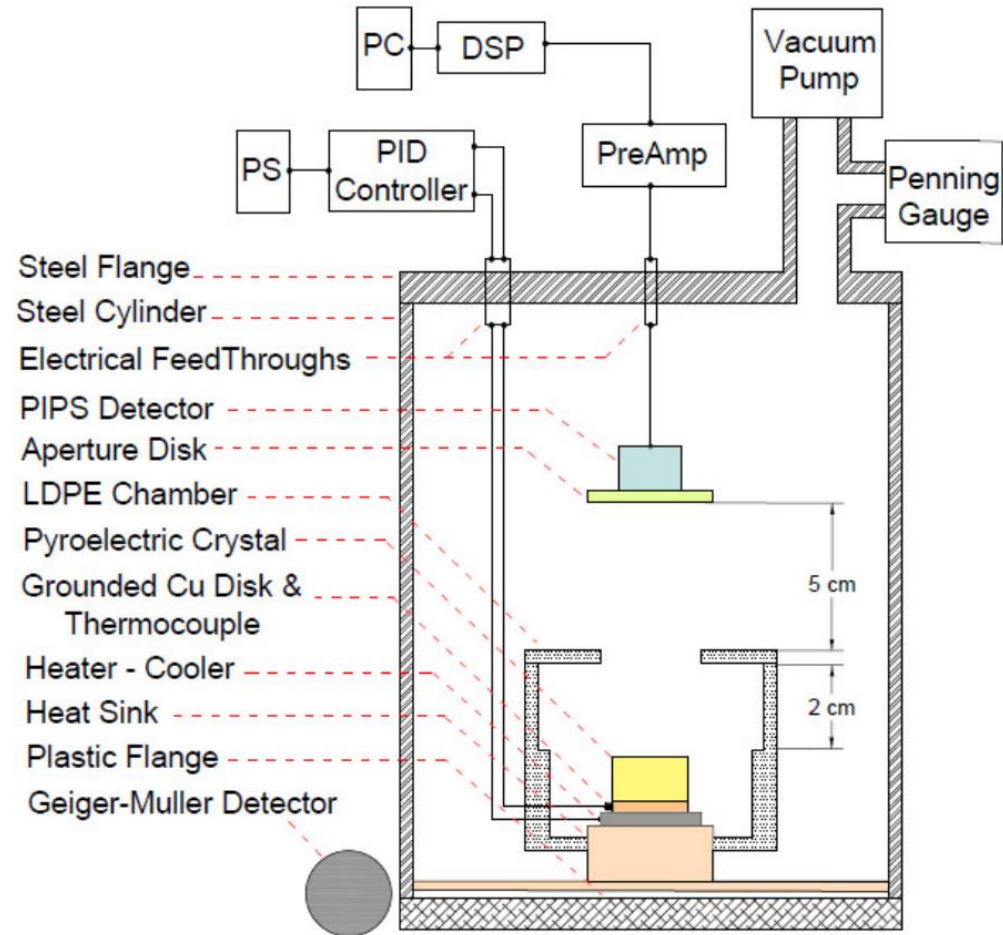 PC
DSP
Vacuum
Pump
PS
PID
Controller
PreAmp
Penning
Gauge
Steel Flange
Steel Cylinder
Electrical FeedThroughs
PIPS Detector
Aperture Disk
LDPE Chamber
Pyroelectric Crystal
Grounded Cu Disk &
Thermocouple
Heater - Cooler
Heat Sink
Plastic Flange
Geiger-Muller Detector
5 cm
2 cm